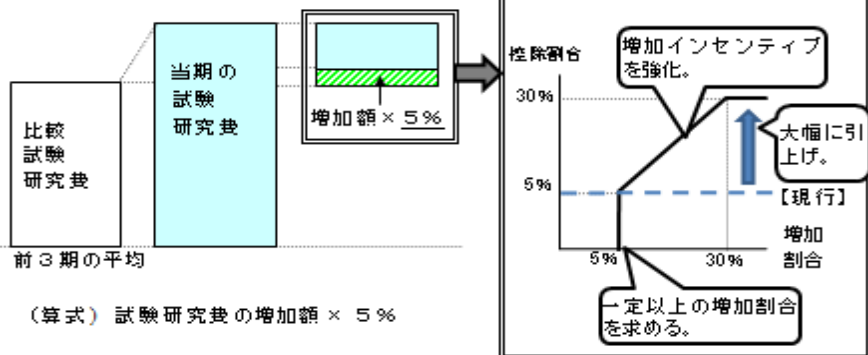 当期の
試験
研究費
比較
試験
研究費
増加額×5%
前3期の平均
(算式) 試験研究費の増加額 × 5%
控除割合
増加インセンティブ
を強化。
30%
大幅に引
上げ。
5%
【現行】
増加
割合
5%
30%
一定以上の増加割合
を求める。